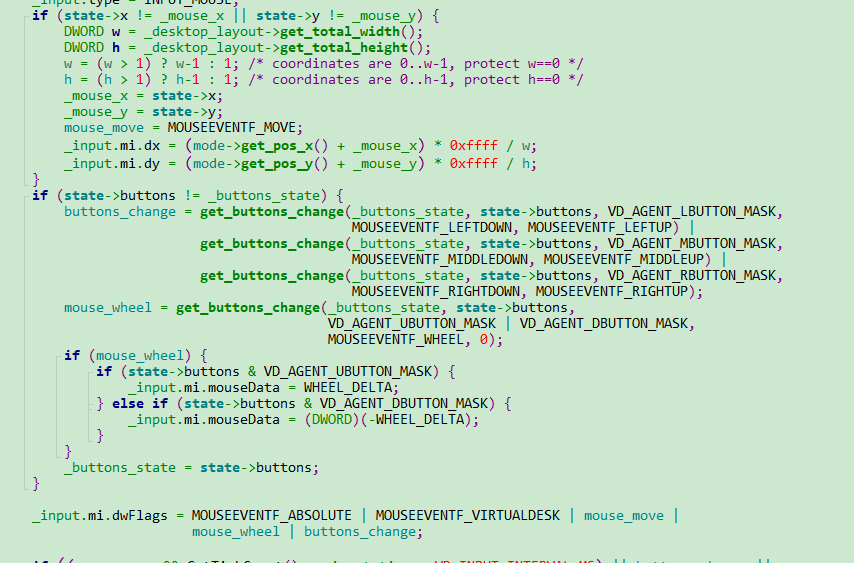 _input.type = INPUT_MOUSE;
if (state->x != _mouse_x || state->y != _mouse_y) {
DWORD w = _desktop_layout->get_total_width();
DWORD h = _desktop_layout->get_total_height();
w = (w > 1) ? w-1 : 1; /* coordinates are 0..w-1, protect w==0 */
h = (h > 1) ? h-1 : 1; /* coordinates are 0..h-1, protect h==0 */
_mouse_x = state->x;
_mouse_y = state->y;
mouse_move = MOUSEEVENTF_MOVE;
_input.mi.dx = (mode->get_pos_x() + _mouse_x) * 0xffff / w;
_input.mi.dy = (mode->get_pos_y() + _mouse_y) * 0xffff / h;
}
if (state->buttons != _buttons_state) {
buttons_change = get_buttons_change(_buttons_state, state->buttons, VD_AGENT_LBUTTON_MASK,
MOUSEEVENTF_LEFTDOWN, MOUSEEVENTF_LEFTUP) |
get_buttons_change(_buttons_state, state->buttons, VD_AGENT_MBUTTON_MASK,
MOUSEEVENTF_MIDDLEDOWN, MOUSEEVENTF_MIDDLEUP) |
get_buttons_change(_buttons_state, state->buttons, VD_AGENT_RBUTTON_MASK,
MOUSEEVENTF_RIGHTDOWN, MOUSEEVENTF_RIGHTUP);
mouse_wheel = get_buttons_change(_buttons_state, state->buttons,
VD_AGENT_UBUTTON_MASK | VD_AGENT_DBUTTON_MASK,
MOUSEEVENTF_WHEEL, 0);
if (mouse_wheel) {
if (state->buttons & VD_AGENT_UBUTTON_MASK) {
_input.mi.mouseData = WHEEL_DELTA;
} else if (state->buttons & VD_AGENT_DBUTTON_MASK) {
_input.mi.mouseData = (DWORD)(-WHEEL_DELTA);
}
}
_buttons_state = state->buttons;
}
_input.mi.dwFlags = MOUSEEVENTF_ABSOLUTE | MOUSEEVENTF_VIRTUALDESK | mouse_move |
mouse_wheel | buttons_change;